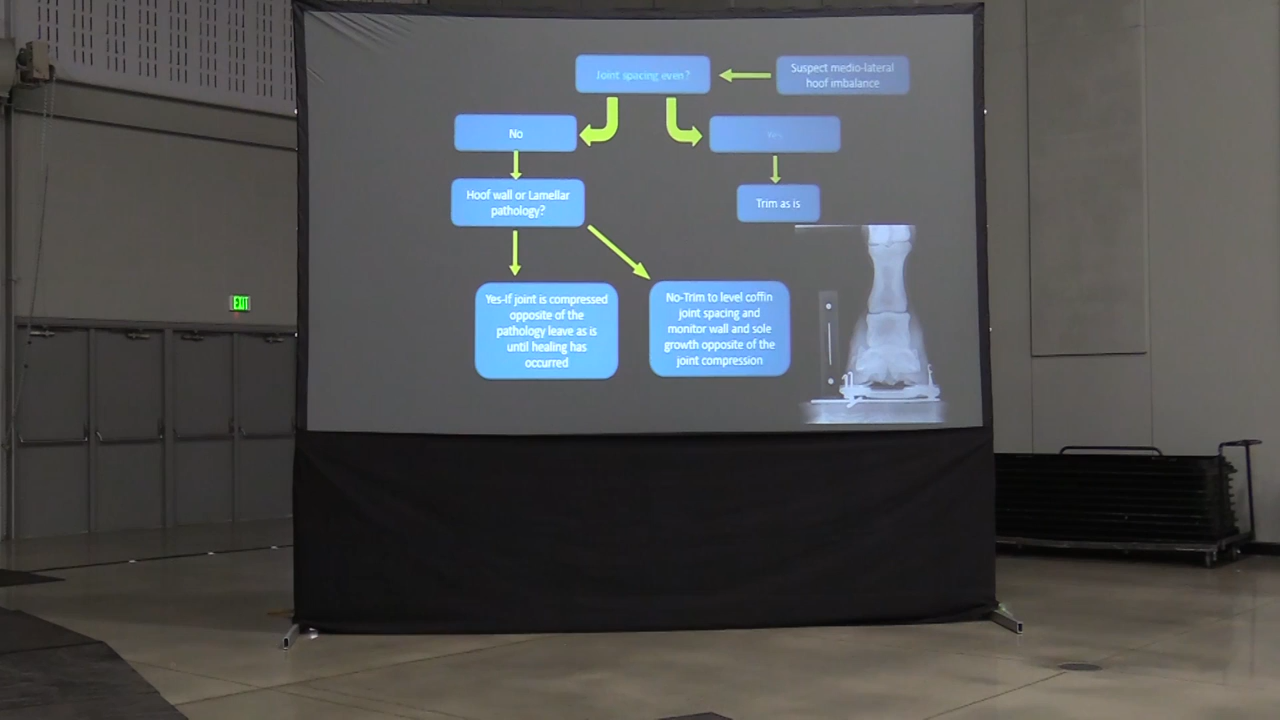 Joint spacing even?
Suspect medio-lateral
hoof imbalance
No
Yes
Hoof wall or Lamellar
pathology?
Trim as is
Yes-If joint is compressed
opposite of the
pathology leave as is
until healing has
occurred
No-Trim to level coffin
joint spacing and
monitor wall and sole
growth opposite of the
joint compression
EXIT